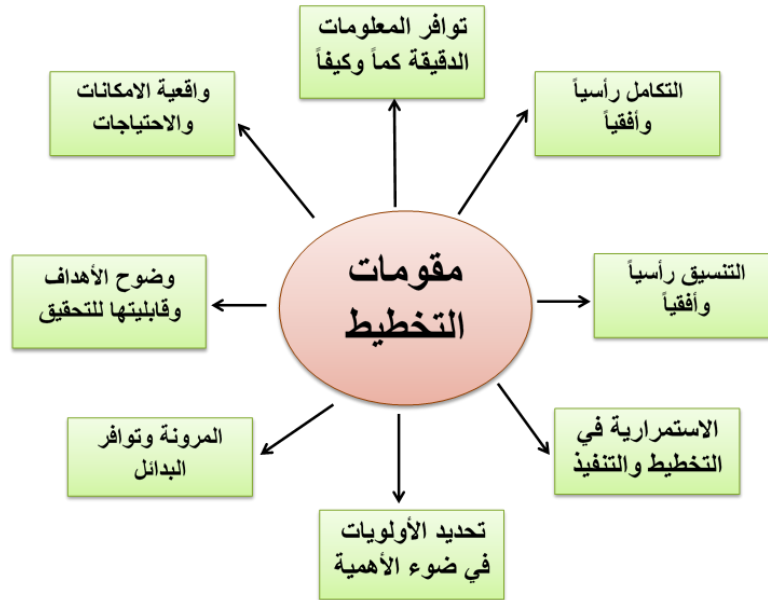 مقومات
التخطيط
توافر المعلومات
الدقيقة كماً وكيفاً
التكامل رأسياً
وأفقياً
التنسيق رأسياً
وأفقياً
الاستمرارية في
التخطيط والتنفيذ
تحديد الأولويات
في ضوء الأهمية
المرونة وتوافر
البدائل
وضوح الأهداف
وقابليتها للتحقيق
واقعية الامكانات
والاحتياجات